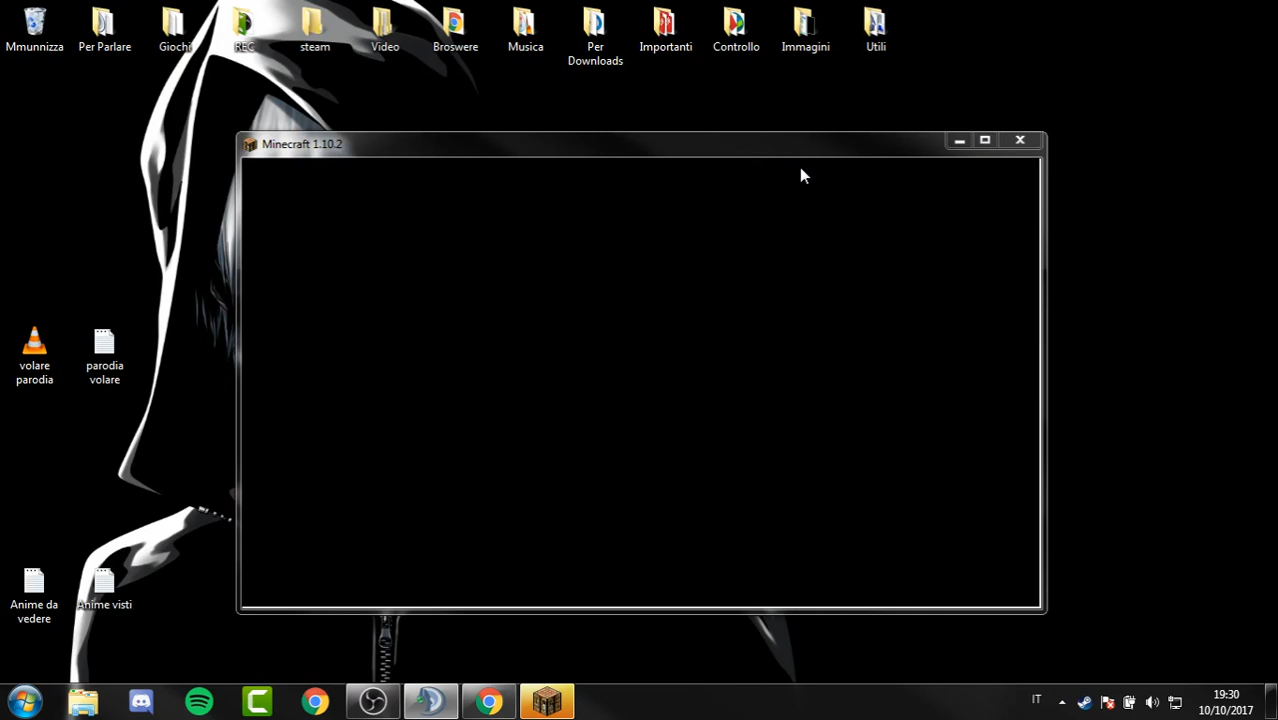 Mmunnizza
Per Parlare
Giochi
REC
steam
Video
Broswere
Musica
Per
Downloads
Importanti
Controllo
Immagini
Utili
Minecraft 1.10.2
volare
parodia
parodia
volare
Anime da
vedere
Anime visti
IT
19:30
10/10/2017